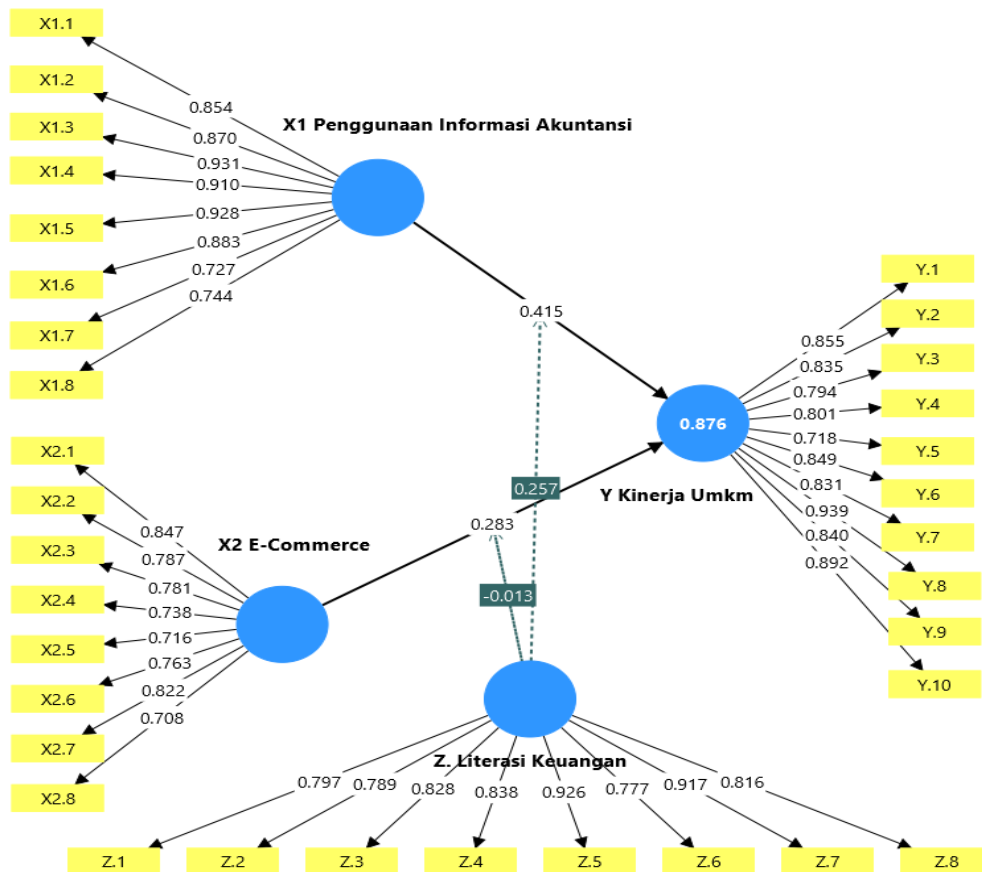 X1.1
X1.2
X1.3
X1.4
X1.5
X1.6
X1.7
X1.8
0.854
0.870
0.931
0.910
0.928
0.883
0.727
0.744
X1 Penggunaan Informasi Akuntansi
0.415
X2.1
X2.2
X2.3
X2.4
X2.5
X2.6
X2.7
X2.8
0.847
0.787
0.781
0.738
0.716
0.763
0.822
0.708
X2 E-Commerce
0.283
0.257
-0.013
0.876
Y Kinerja Umkm
0.855
0.835
0.794
0.801
0.718
0.849
0.831
0.939
0.840
0.892
Y.1
Y.2
Y.3
Y.4
Y.5
Y.6
Y.7
Y.8
Y.9
Y.10
Z. Literasi Keuangan
0.797
0.789
0.828
0.838
0.926
0.777
0.917
0.816
Z.1
Z.2
Z.3
Z.4
Z.5
Z.6
Z.7
Z.8